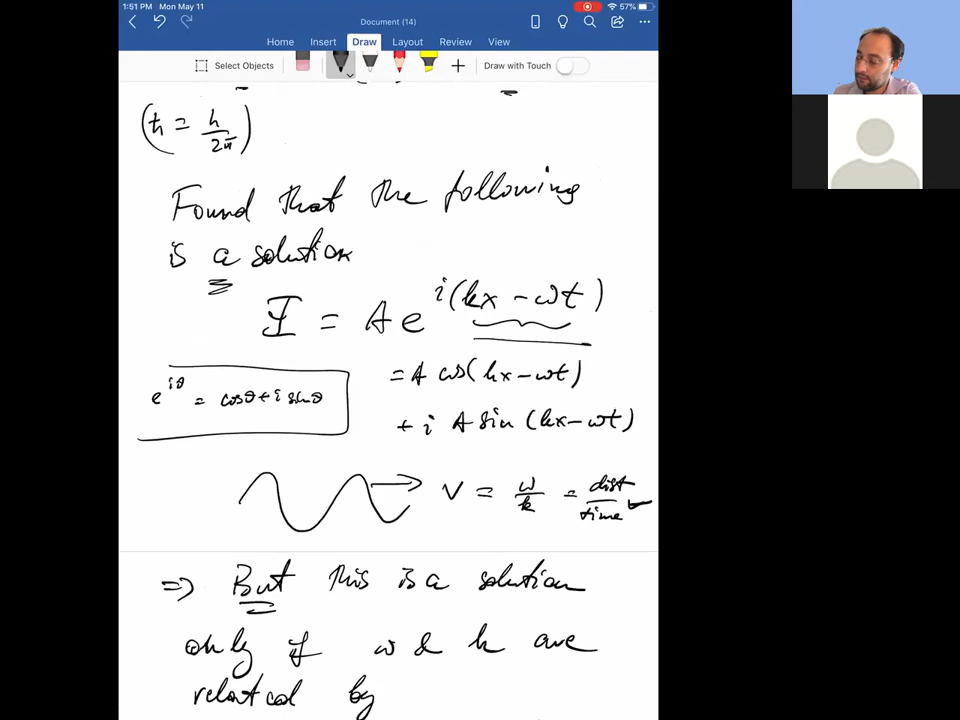 1:51 PM Mon May 11
57%
Document (14)
Home Insert Draw Layout Review View
Select Objects
Draw with Touch
(ħ = h/2π)
Found that the following
is a solution
Ψ = A e^{i(kx - ωt)}
= A cos(kx - ωt)
e^{iθ} = cosθ + i sinθ
+ i A sin(kx - ωt)
V = ω/k = dist/time
⇒ But this is a solution
only if ω & k are
related by